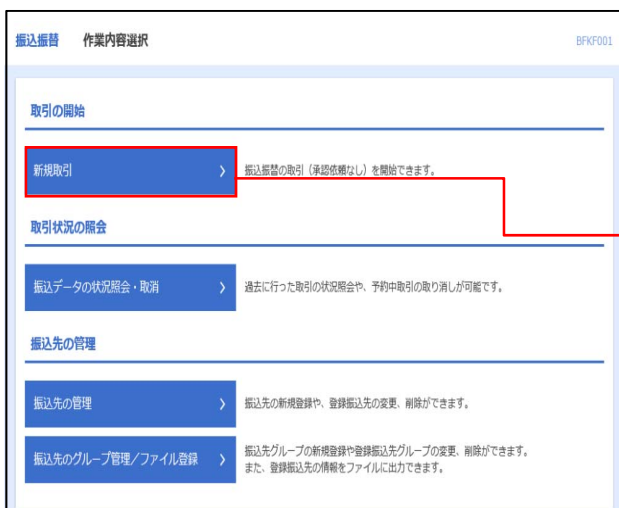 振込振替 作業内容選択 BFKF001
取引の開始
新規取引 > 振込振替の取引（承認依頼なし）を開始できます。
取引状況の照会
振込データの状況照会・取消 > 過去に行った取引の状況照会や、予約中取引の取り消しが可能です。
振込先の管理
振込先の管理 > 振込先の新規登録や、登録振込先の変更、削除ができます。
振込先のグループ管理／ファイル登録 > 振込先グループの新規登録や登録振込先グループの変更、削除ができます。
また、登録振込先の情報をファイルに出力できます。